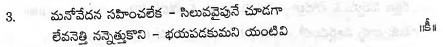 3. మనోవేదన సహించలేక – సిలువవైపునే చూడగా
లేవనెత్తి నన్నెత్తుకొని – భయపడకుమని యంటివి ॥కీ॥